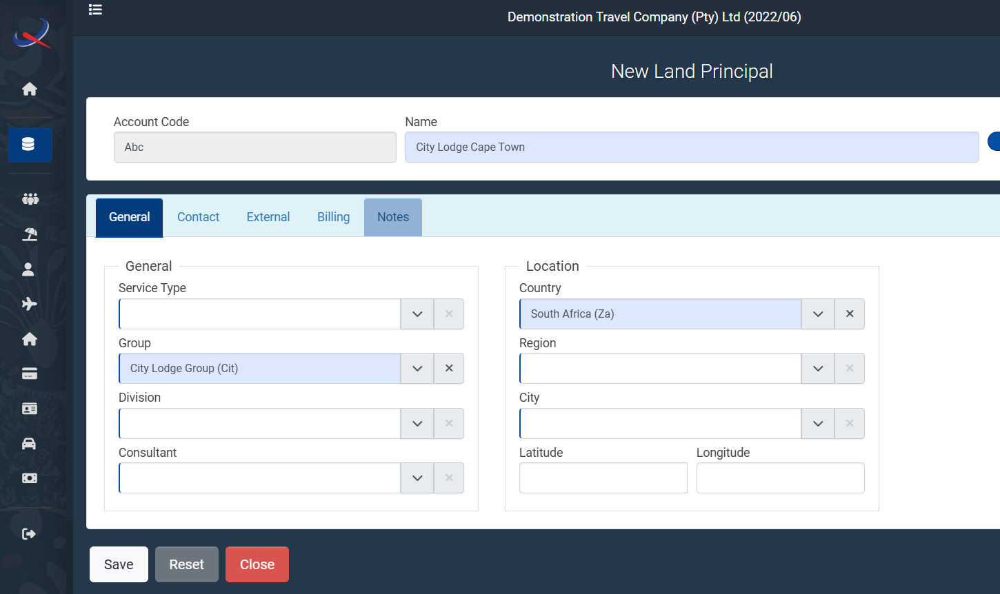 Demonstration Travel Company (Pty) Ltd (2022/06)
New Land Principal
Account Code
Name
Abc
City Lodge Cape Town
General
Contact
External
Billing
Notes
General
Service Type
Group
City Lodge Group (Cit)
Division
Consultant
Location
Country
South Africa (Za)
Region
City
Latitude
Longitude
Save
Reset
Close